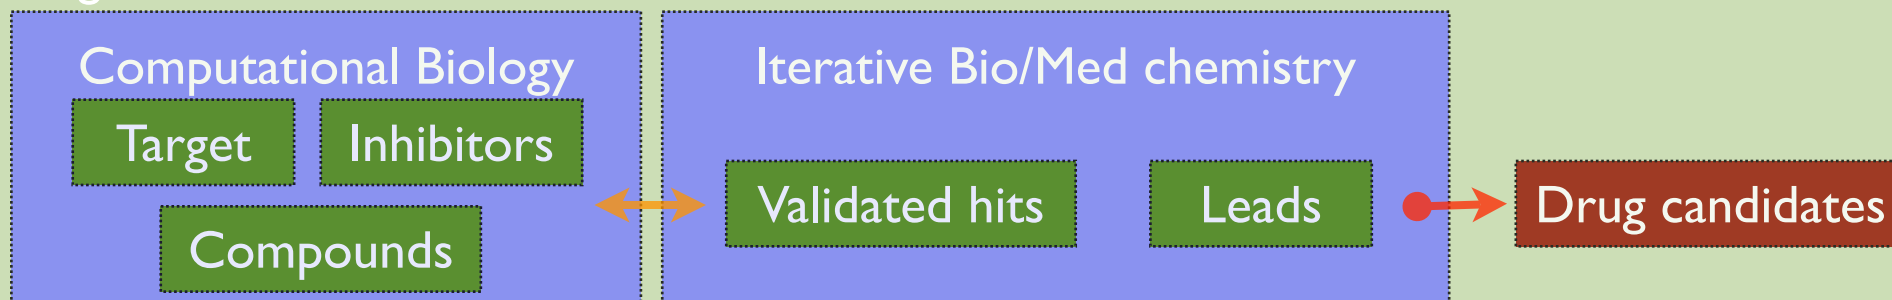 Computational Biology
Target
Inhibitors
Compounds
Iterative Bio/Med chemistry
Validated hits
Leads
Drug candidates